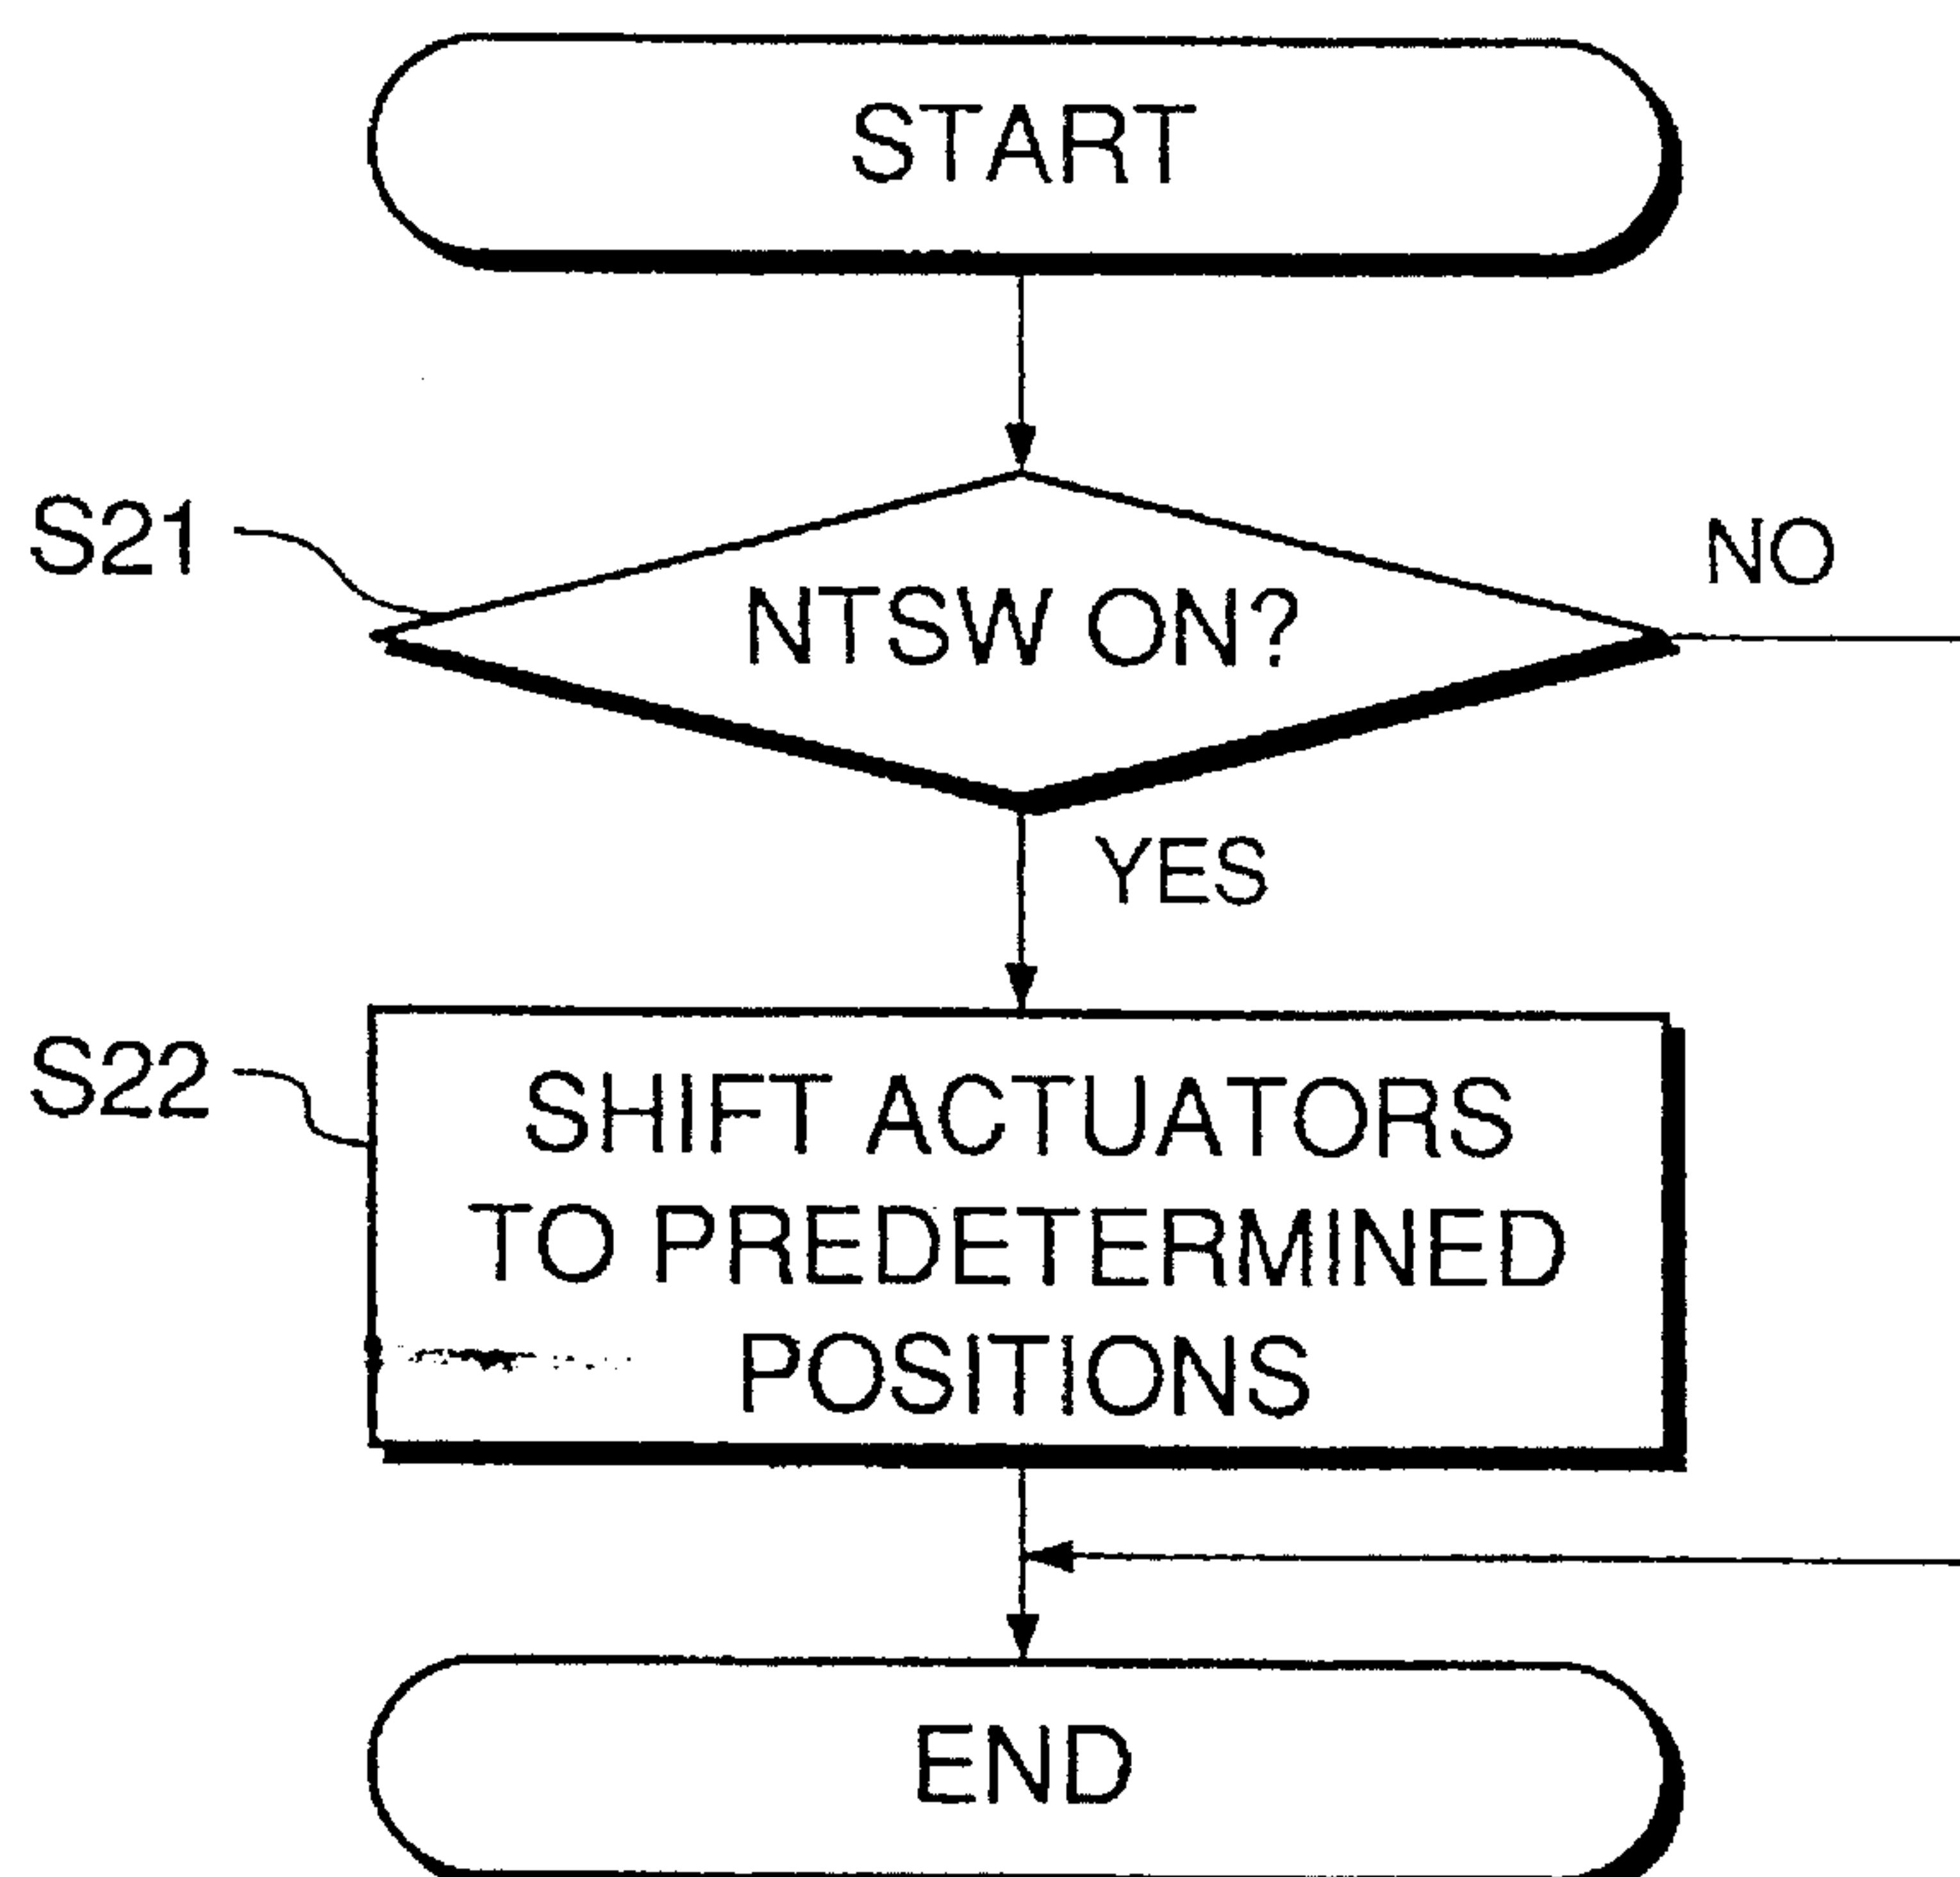 START
S21
NTSW ON?
NO
YES
S22
SHIFT ACTUATORS
TO PREDETERMINED
POSITIONS
END